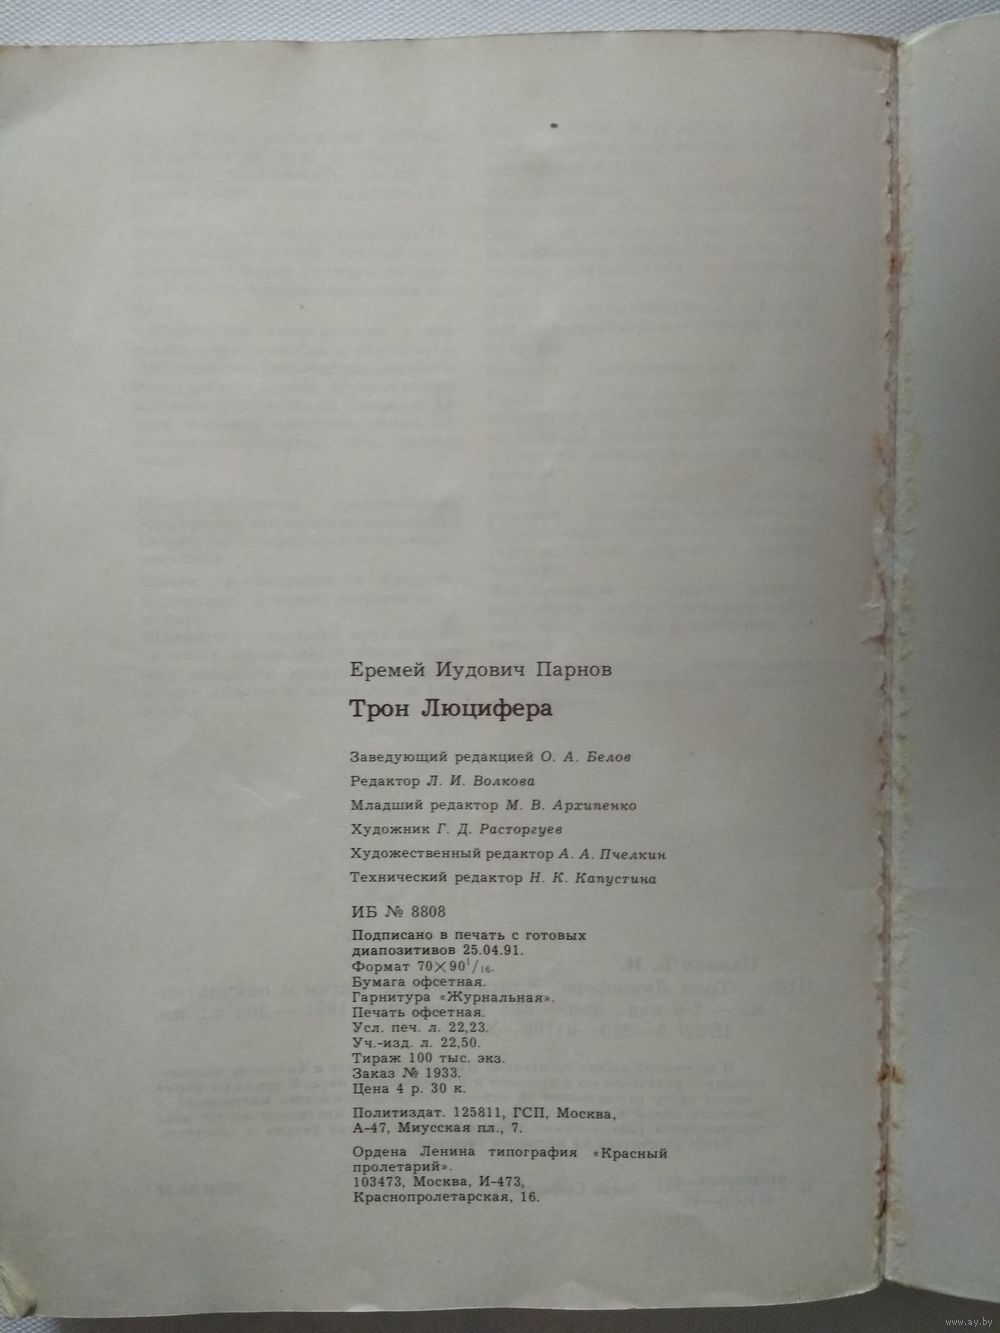 Еремей Иудович Парнов
Трон Люцифера
Заведующий редакцией О. А. Белов
Редактор Л. И. Волкова
Младший редактор М. В. Архипенко
Художник Г. Д. Расторгуев
Художественный редактор А. А. Пчелкин
Технический редактор Н. К. Капустина
ИБ № 8808
Подписано в печать с готовых
диапозитивов 25.04.91.
Формат 70×90¹/₁₆.
Бумага офсетная.
Гарнитура «Журнальная».
Печать офсетная.
Усл. печ. л. 22,23.
Уч.-изд. л. 22,50.
Тираж 100 тыс. экз.
Заказ № 1933.
Цена 4 р. 30 к.
Политиздат. 125811, ГСП, Москва,
А-47, Миусская пл., 7.
Ордена Ленина типография «Красный
пролетарий».
103473, Москва, И-473,
Краснопролетарская, 16.
www.ay.by